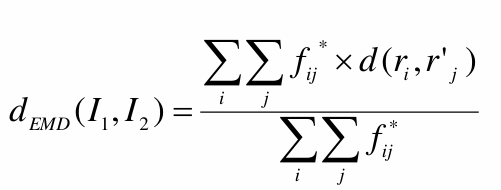 d_{EMD}(I_1, I_2) = \frac{\sum_i \sum_j f_{ij}^* \times d(r_i, r'_j)}{\sum_i \sum_j f_{ij}^*}